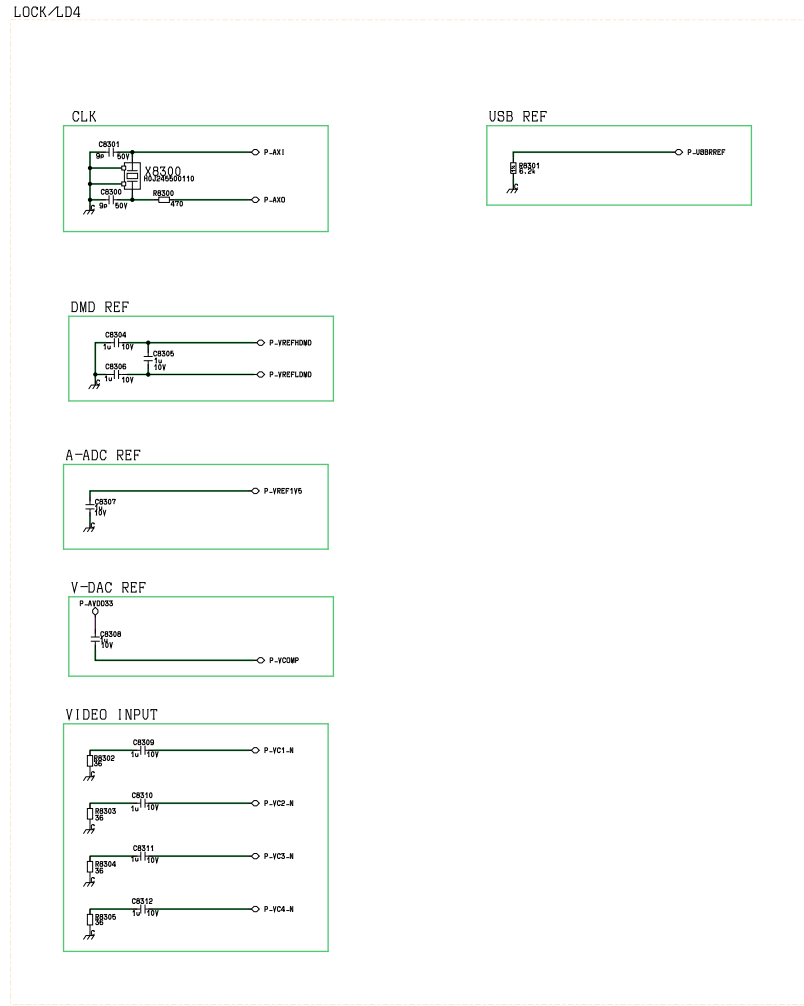 LOCK/LD4
CLK
C8301
9p 50V
P-AXI
X8300
H0J245500110
C8300
9p 50V
R8300
470
P-AXO
C
USB REF
P-USBRREF
R8301
6.2k
C
DMD REF
C8304
1u 10V
P-VREFHDMD
C8305
1u
10V
C8306
1u 10V
P-VREFLDMD
C
A-ADC REF
P-VREF1V5
C8307
1u
10V
C
V-DAC REF
P-AVDD33
C8308
1u
10V
P-VCOMP
VIDEO INPUT
C8309
1u 10V
P-VC1-N
R8302
36
C
C8310
1u 10V
P-VC2-N
R8303
36
C
C8311
1u 10V
P-VC3-N
R8304
36
C
C8312
1u 10V
P-VC4-N
R8305
36
C